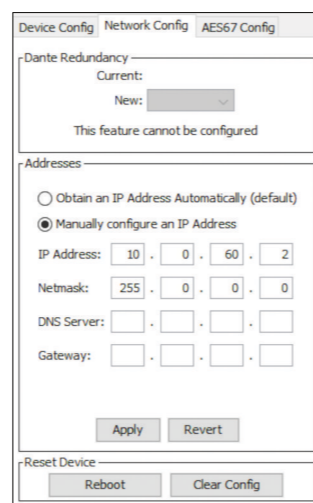 Device Config Network Config AES67 Config
Dante Redundancy
Current:
New:
This feature cannot be configured
Addresses
Obtain an IP Address Automatically (default)
Manually configure an IP Address
IP Address: 10 . 0 . 60 . 2
Netmask: 255 . 0 . 0 . 0
DNS Server: . . .
Gateway: . . .
Apply Revert
Reset Device
Reboot Clear Config